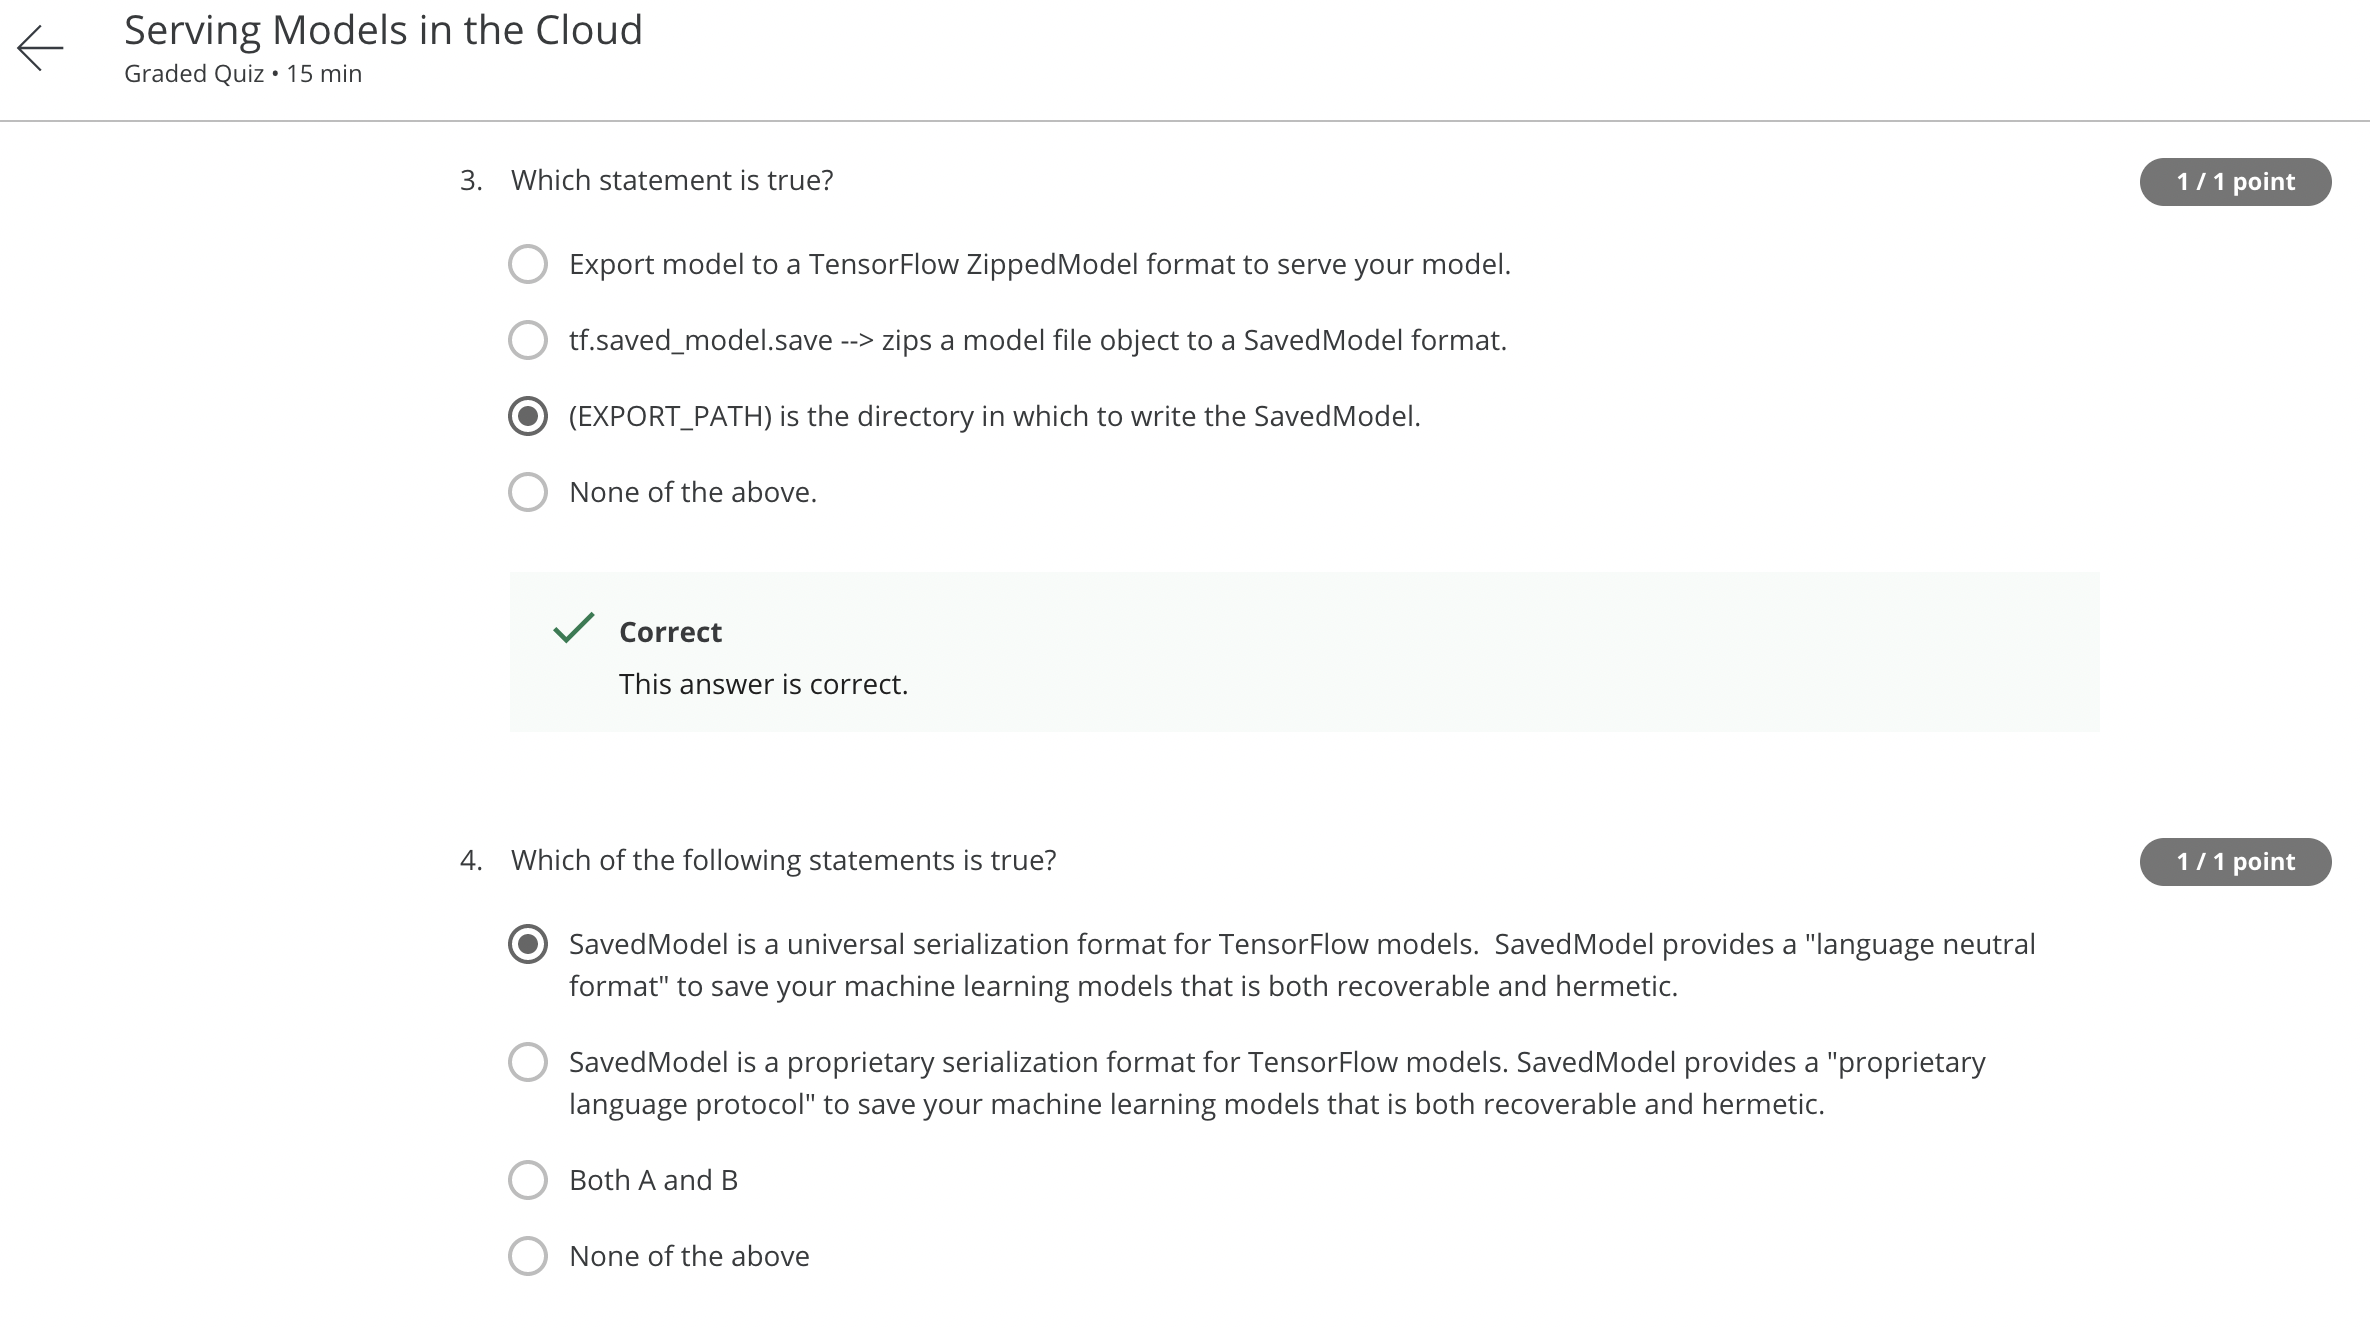 Serving Models in the Cloud
Graded Quiz • 15 min
3. Which statement is true?
1 / 1 point
Export model to a TensorFlow ZippedModel format to serve your model.
tf.saved_model.save --> zips a model file object to a SavedModel format.
(EXPORT_PATH) is the directory in which to write the SavedModel.
None of the above.
Correct
This answer is correct.
4. Which of the following statements is true?
1 / 1 point
SavedModel is a universal serialization format for TensorFlow models.  SavedModel provides a "language neutral
format" to save your machine learning models that is both recoverable and hermetic.
SavedModel is a proprietary serialization format for TensorFlow models. SavedModel provides a "proprietary
language protocol" to save your machine learning models that is both recoverable and hermetic.
Both A and B
None of the above